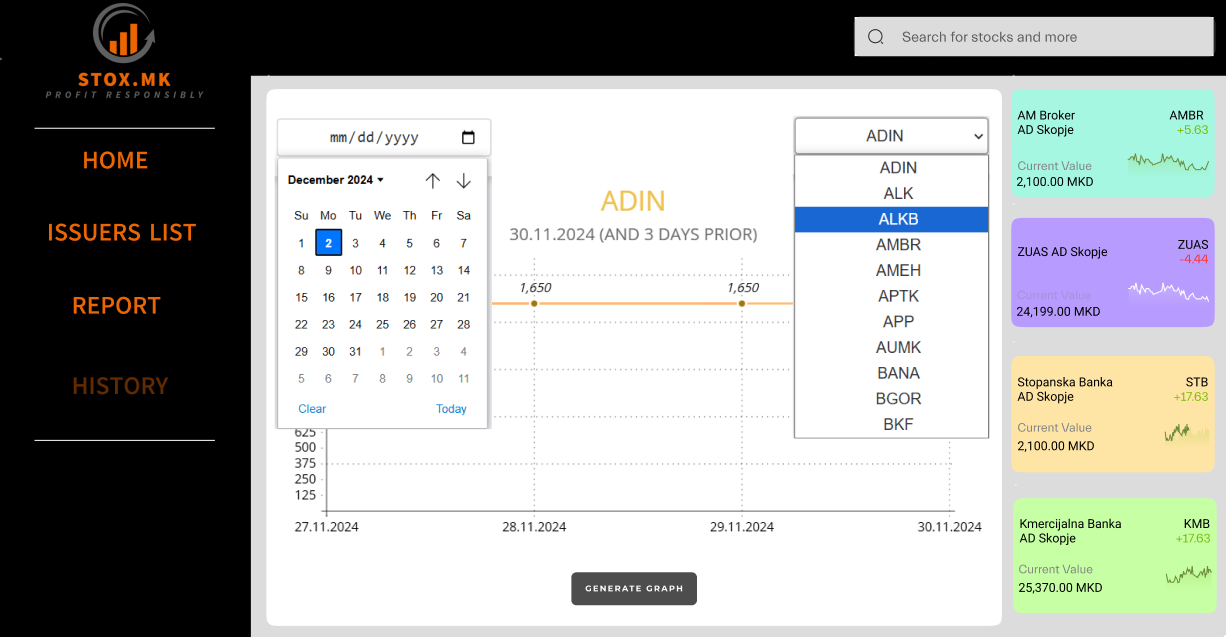 STOX.MK
PROFIT RESPONSIBLY
HOME
ISSUERS LIST
REPORT
HISTORY
Search for stocks and more
mm/dd/yyyy
December 2024
Su Mo Tu We Th Fr Sa
1 2 3 4 5 6 7
8 9 10 11 12 13 14
15 16 17 18 19 20 21
22 23 24 25 26 27 28
29 30 31 1 2 3 4
5 6 7 8 9 10 11
Clear Today
ADIN
30.11.2024 (AND 3 DAYS PRIOR)
1,650 1,650
625
500
375
250
125
27.11.2024 28.11.2024 29.11.2024 30.11.2024
GENERATE GRAPH
ADIN
ADIN
ALK
ALKB
AMBR
AMEH
APTK
APP
AUMK
BANA
BGOR
BKF
AM Broker AMBR
AD Skopje +5.63
Current Value
2,100.00 MKD
ZUAS
ZUAS AD Skopje
-4.44
Current Value
24,199.00 MKD
Stopanska Banka STB
AD Skopje +17.63
Current Value
2,100.00 MKD
Kmercijalna Banka KMB
AD Skopje +17.63
Current Value
25,370.00 MKD